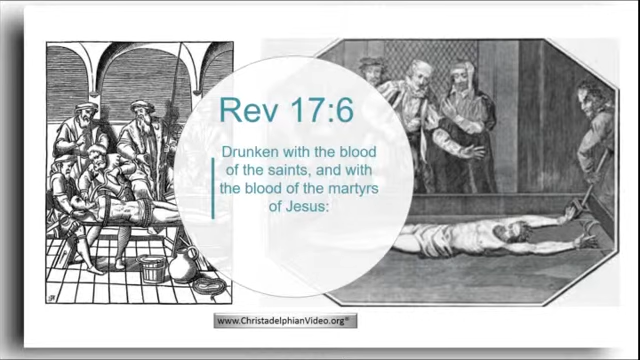 Rev 17:6
Drunken with the blood
of the saints, and with
the blood of the martyrs
of Jesus:
www.ChristadelphianVideo.org®